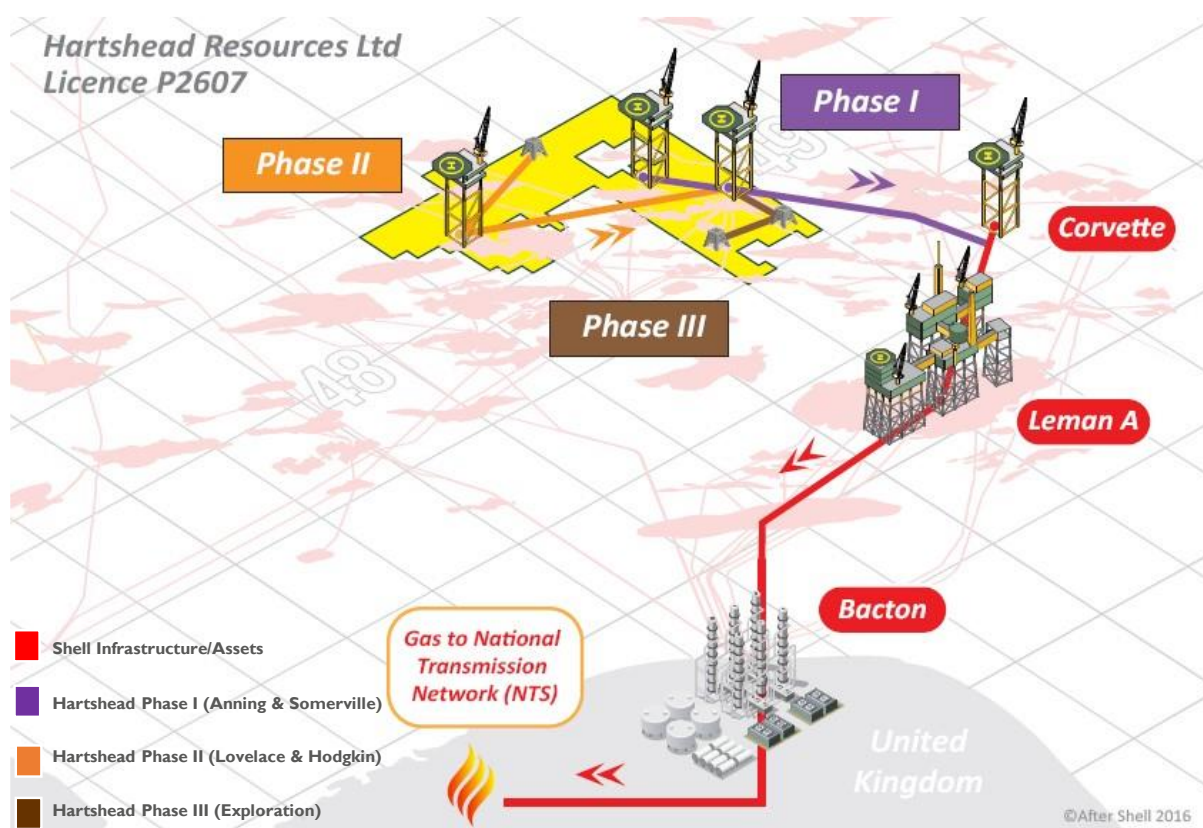 Hartshead Resources Ltd
Licence P2607
Phase I
Phase II
49
Corvette
Phase III
48
Leman A
Bacton
Gas to National
Transmission
Network (NTS)
United
Kingdom
Shell Infrastructure/Assets
Hartshead Phase I (Anning & Somerville)
Hartshead Phase II (Lovelace & Hodgkin)
Hartshead Phase III (Exploration)
©After Shell 2016